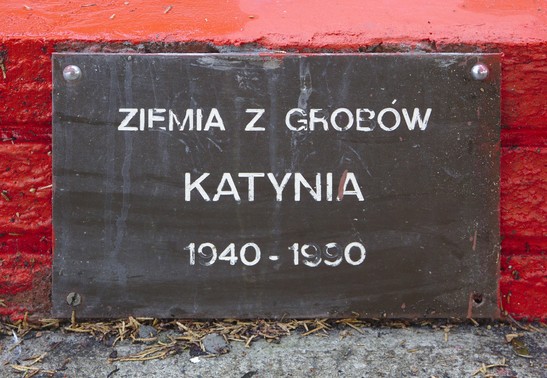 ZIEMIA Z GROBÓW
KATYNIA
1940 - 1990